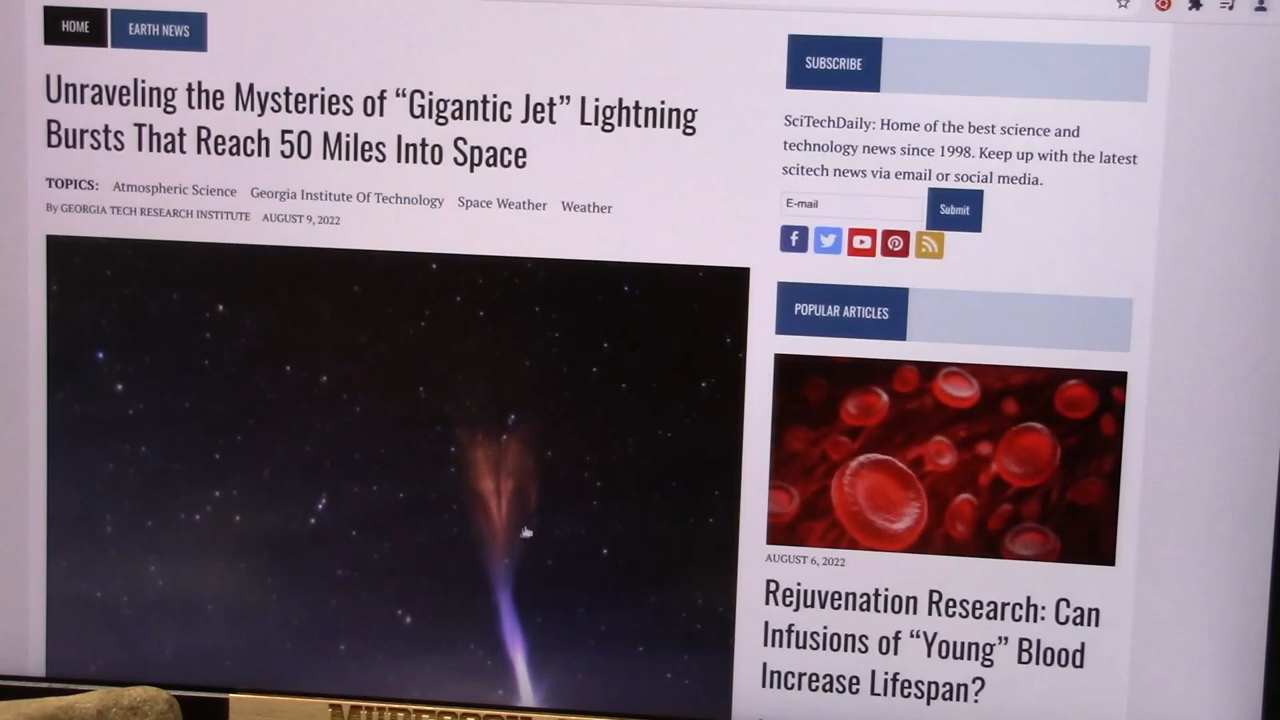 HOME
EARTH NEWS
Unraveling the Mysteries of “Gigantic Jet” Lightning
Bursts That Reach 50 Miles Into Space
TOPICS: Atmospheric Science Georgia Institute Of Technology Space Weather Weather
By GEORGIA TECH RESEARCH INSTITUTE AUGUST 9, 2022
SUBSCRIBE
SciTechDaily: Home of the best science and
technology news since 1998. Keep up with the latest
scitech news via email or social media.
E-mail
Submit
POPULAR ARTICLES
AUGUST 6, 2022
Rejuvenation Research: Can
Infusions of “Young” Blood
Increase Lifespan?